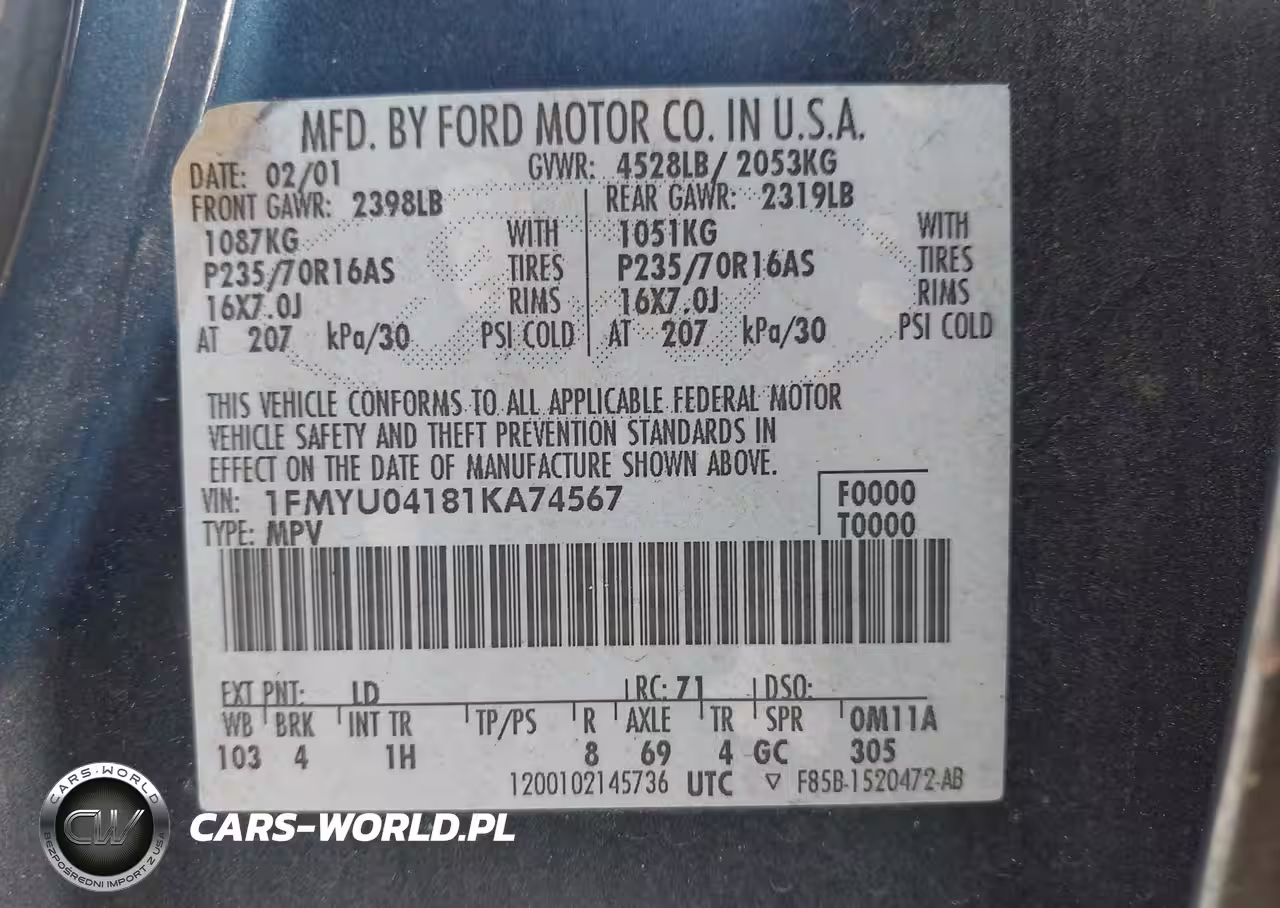 MFD. BY FORD MOTOR CO. IN U.S.A.
DATE: 02/01 GVWR: 4528LB/ 2053KG
FRONT GAWR: 2398LB REAR GAWR: 2319LB
1087KG WITH 1051KG WITH
P235/70R16AS TIRES P235/70R16AS TIRES
16X7.0J RIMS 16X7.0J RIMS
AT 207 kPa/30 PSI COLD AT 207 kPa/30 PSI COLD
THIS VEHICLE CONFORMS TO ALL APPLICABLE FEDERAL MOTOR
VEHICLE SAFETY AND THEFT PREVENTION STANDARDS IN
EFFECT ON THE DATE OF MANUFACTURE SHOWN ABOVE.
VIN: 1FMYU04181KA74567 F0000
TYPE: MPV T0000
EXT PNT: LD RC: 71 DSO:
WB BRK INT TR TP/PS R AXLE TR SPR 0M11A
103 4 1H 8 69 4 GC 305
1200102145736 UTC ▽ F85B-1520472-AB
CARS-WORLD
CW
BEZPOŚREDNI IMPORT Z USA
CARS-WORLD.PL